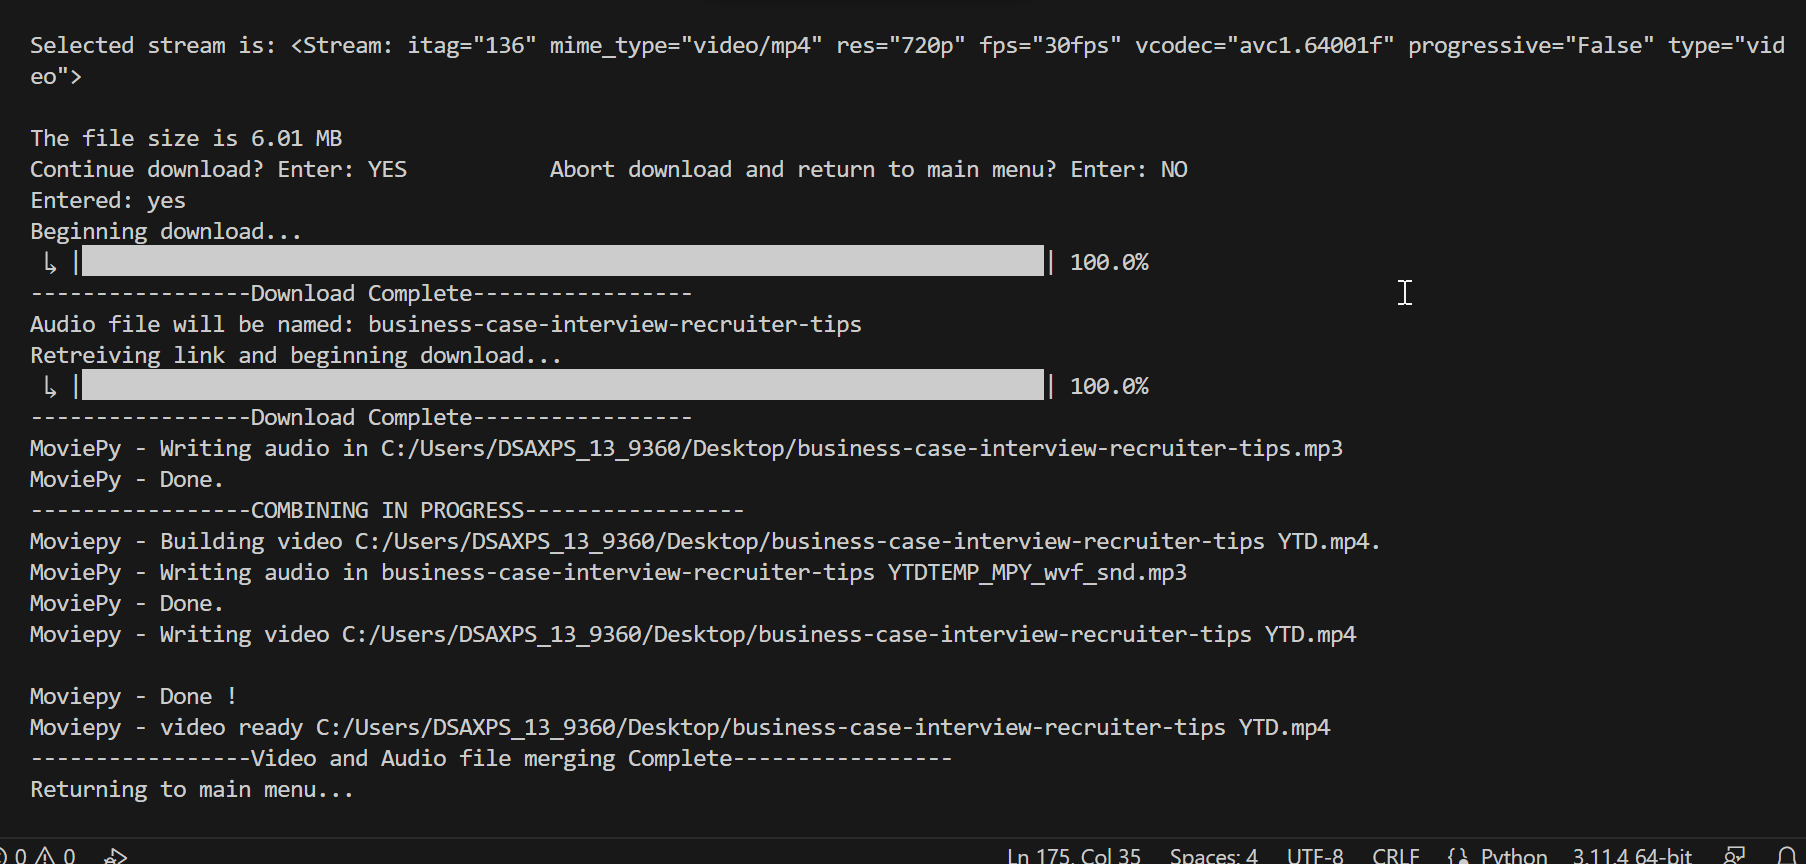 Selected stream is: <Stream: itag="136" mime_type="video/mp4" res="720p" fps="30fps" vcodec="avc1.64001f" progressive="False" type="vid
eo">
The file size is 6.01 MB
Continue download? Enter: YES           Abort download and return to main menu? Enter: NO
Entered: yes
Beginning download...
 ↳ |██████████████████████████████████████████████████████████████████████████| 100.0%
-----------------Download Complete-----------------
Audio file will be named: business-case-interview-recruiter-tips
Retreiving link and beginning download...
 ↳ |██████████████████████████████████████████████████████████████████████████| 100.0%
-----------------Download Complete-----------------
MoviePy - Writing audio in C:/Users/DSAXPS_13_9360/Desktop/business-case-interview-recruiter-tips.mp3
MoviePy - Done.
-----------------COMBINING IN PROGRESS-----------------
Moviepy - Building video C:/Users/DSAXPS_13_9360/Desktop/business-case-interview-recruiter-tips YTD.mp4.
MoviePy - Writing audio in business-case-interview-recruiter-tips YTDTEMP_MPY_wvf_snd.mp3
MoviePy - Done.
Moviepy - Writing video C:/Users/DSAXPS_13_9360/Desktop/business-case-interview-recruiter-tips YTD.mp4
Moviepy - Done !
Moviepy - video ready C:/Users/DSAXPS_13_9360/Desktop/business-case-interview-recruiter-tips YTD.mp4
-----------------Video and Audio file merging Complete-----------------
Returning to main menu...
0 0 Ln 175, Col 35 Spaces: 4 UTF-8 CRLF Python 3.11.4 64-bit